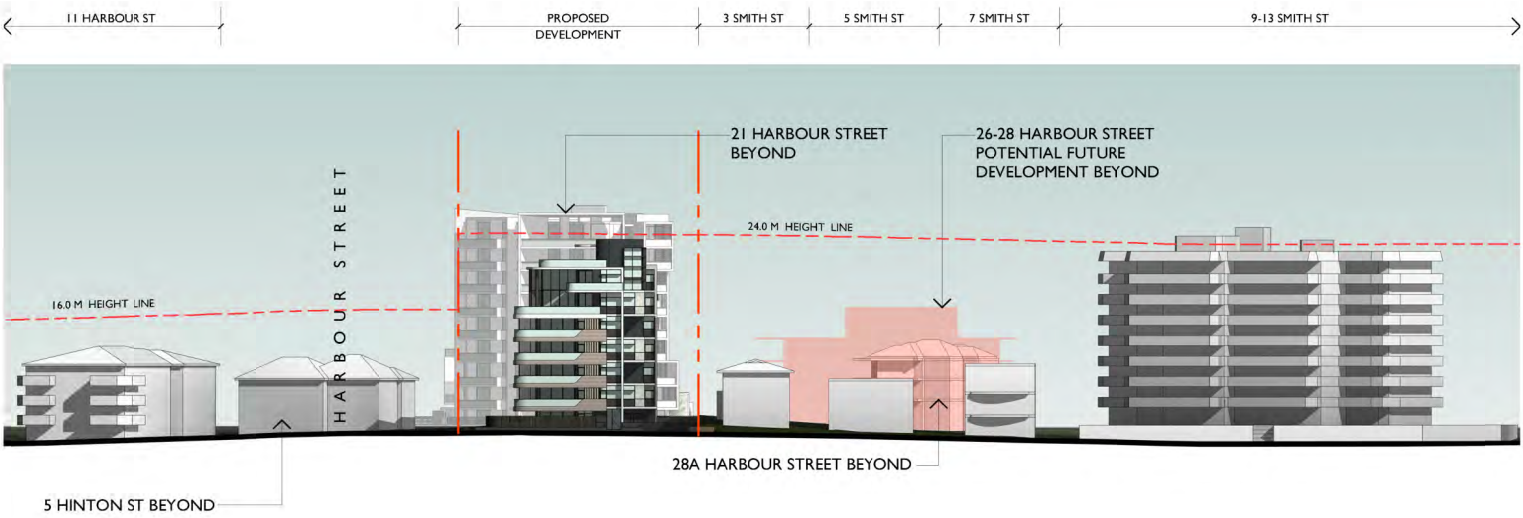 11 HARBOUR ST
PROPOSED
DEVELOPMENT
3 SMITH ST
5 SMITH ST
7 SMITH ST
9-13 SMITH ST
21 HARBOUR STREET
BEYOND
26-28 HARBOUR STREET
POTENTIAL FUTURE
DEVELOPMENT BEYOND
HARBOUR STREET
24.0 M HEIGHT LINE
16.0 M HEIGHT LINE
28A HARBOUR STREET BEYOND
5 HINTON ST BEYOND